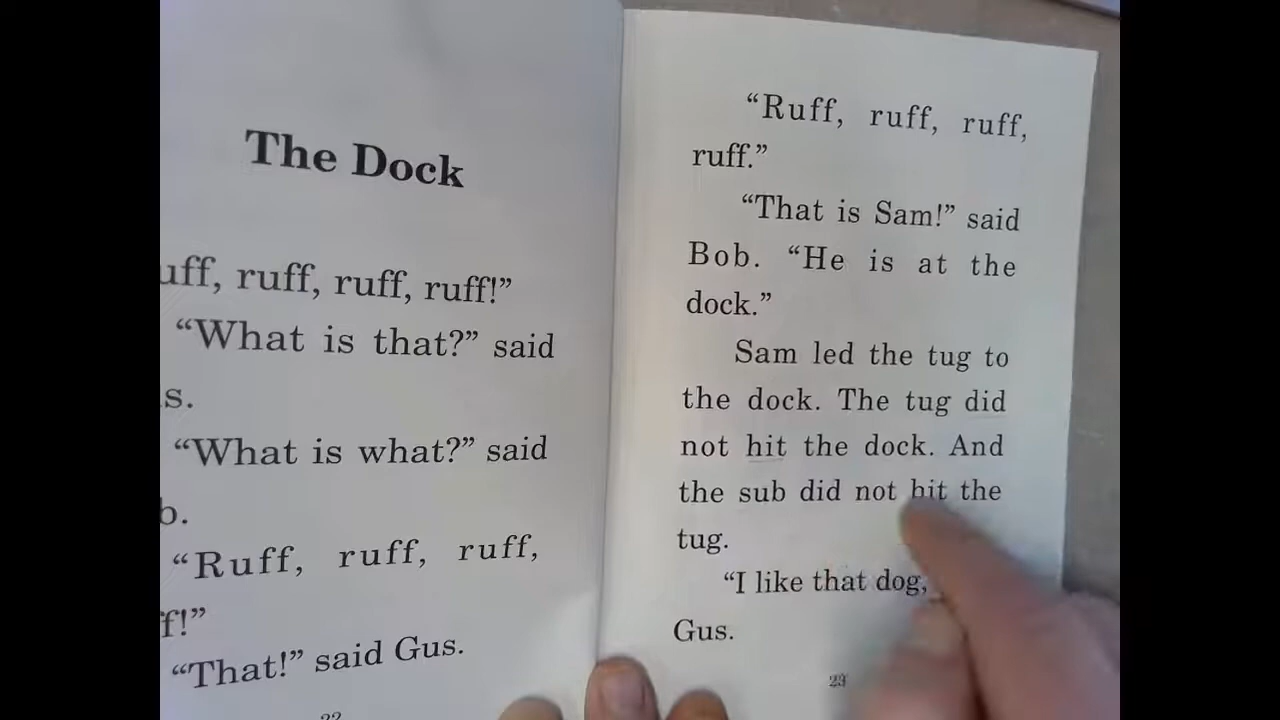 The Dock
uff, ruff, ruff, ruff!”
“What is that?” said
s.
“What is what?” said
b.
“Ruff, ruff, ruff,
f!”
“That!” said Gus.
22
“Ruff, ruff, ruff,
ruff.”
“That is Sam!” said
Bob. “He is at the
dock.”
Sam led the tug to
the dock. The tug did
not hit the dock. And
the sub did not hit the
tug.
“I like that dog,
Gus.
23